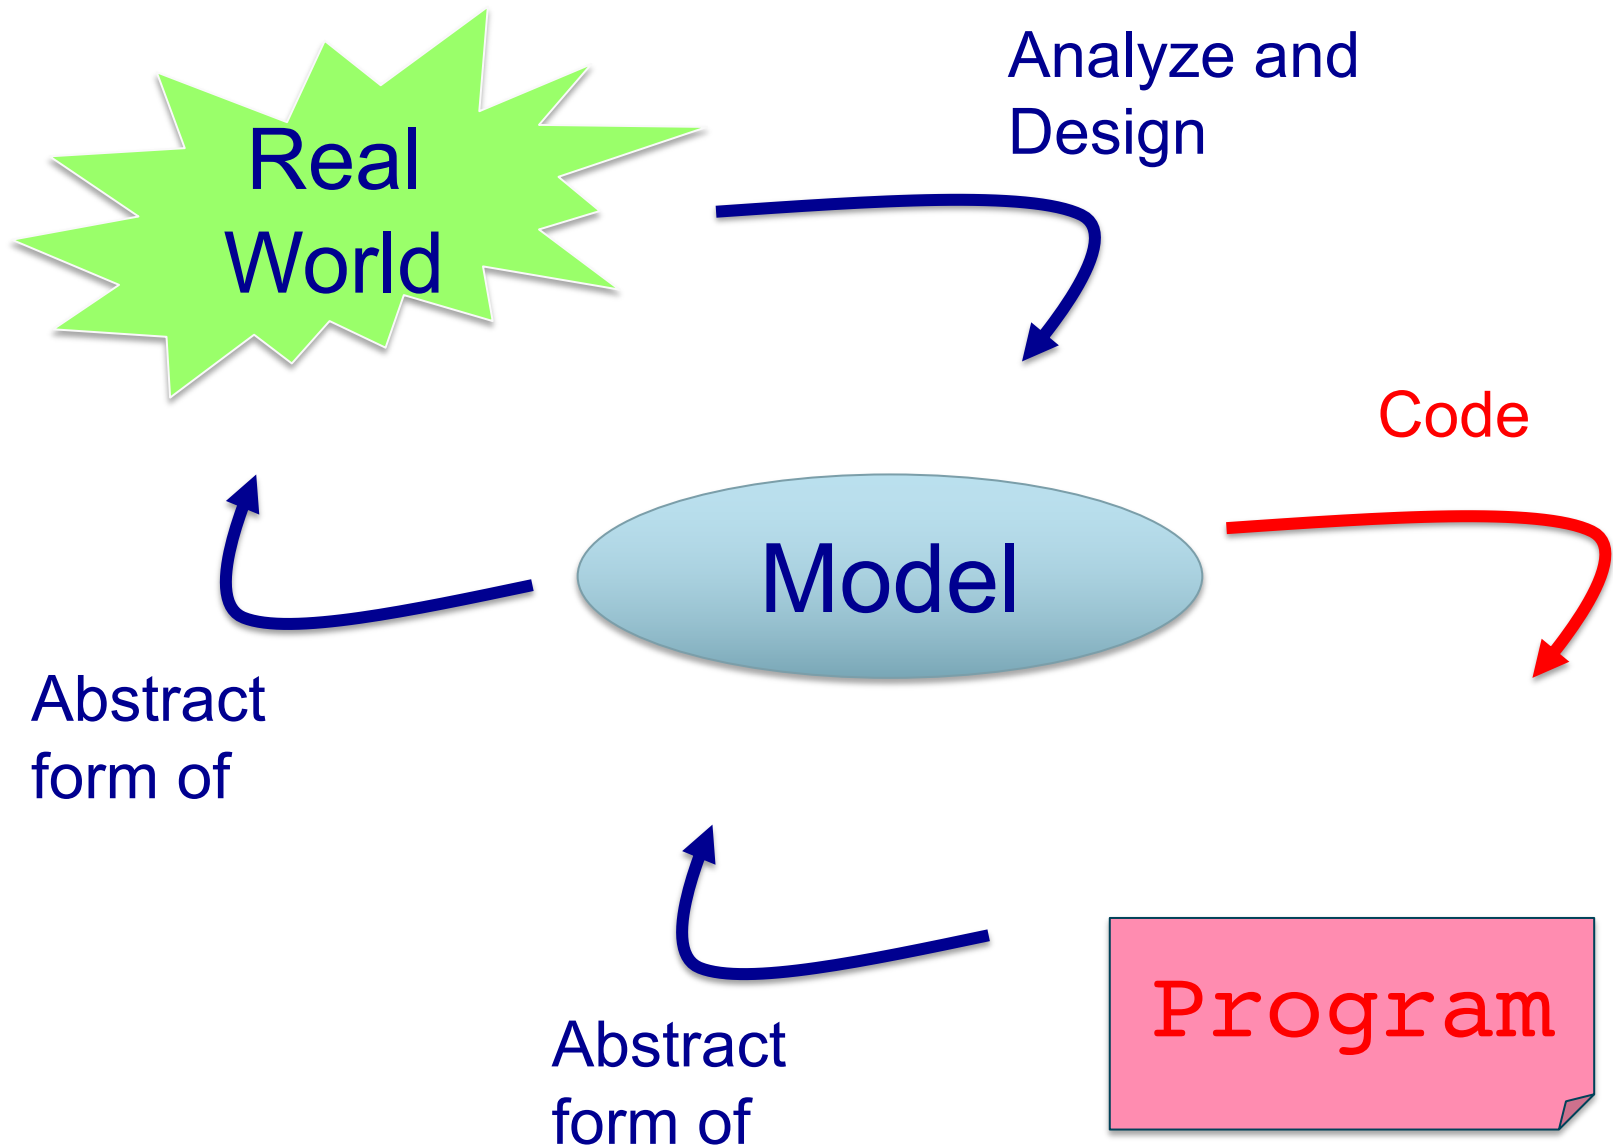 Analyze and
Design
Real
World
Code
Model
Abstract
form of
Program
Abstract
form of